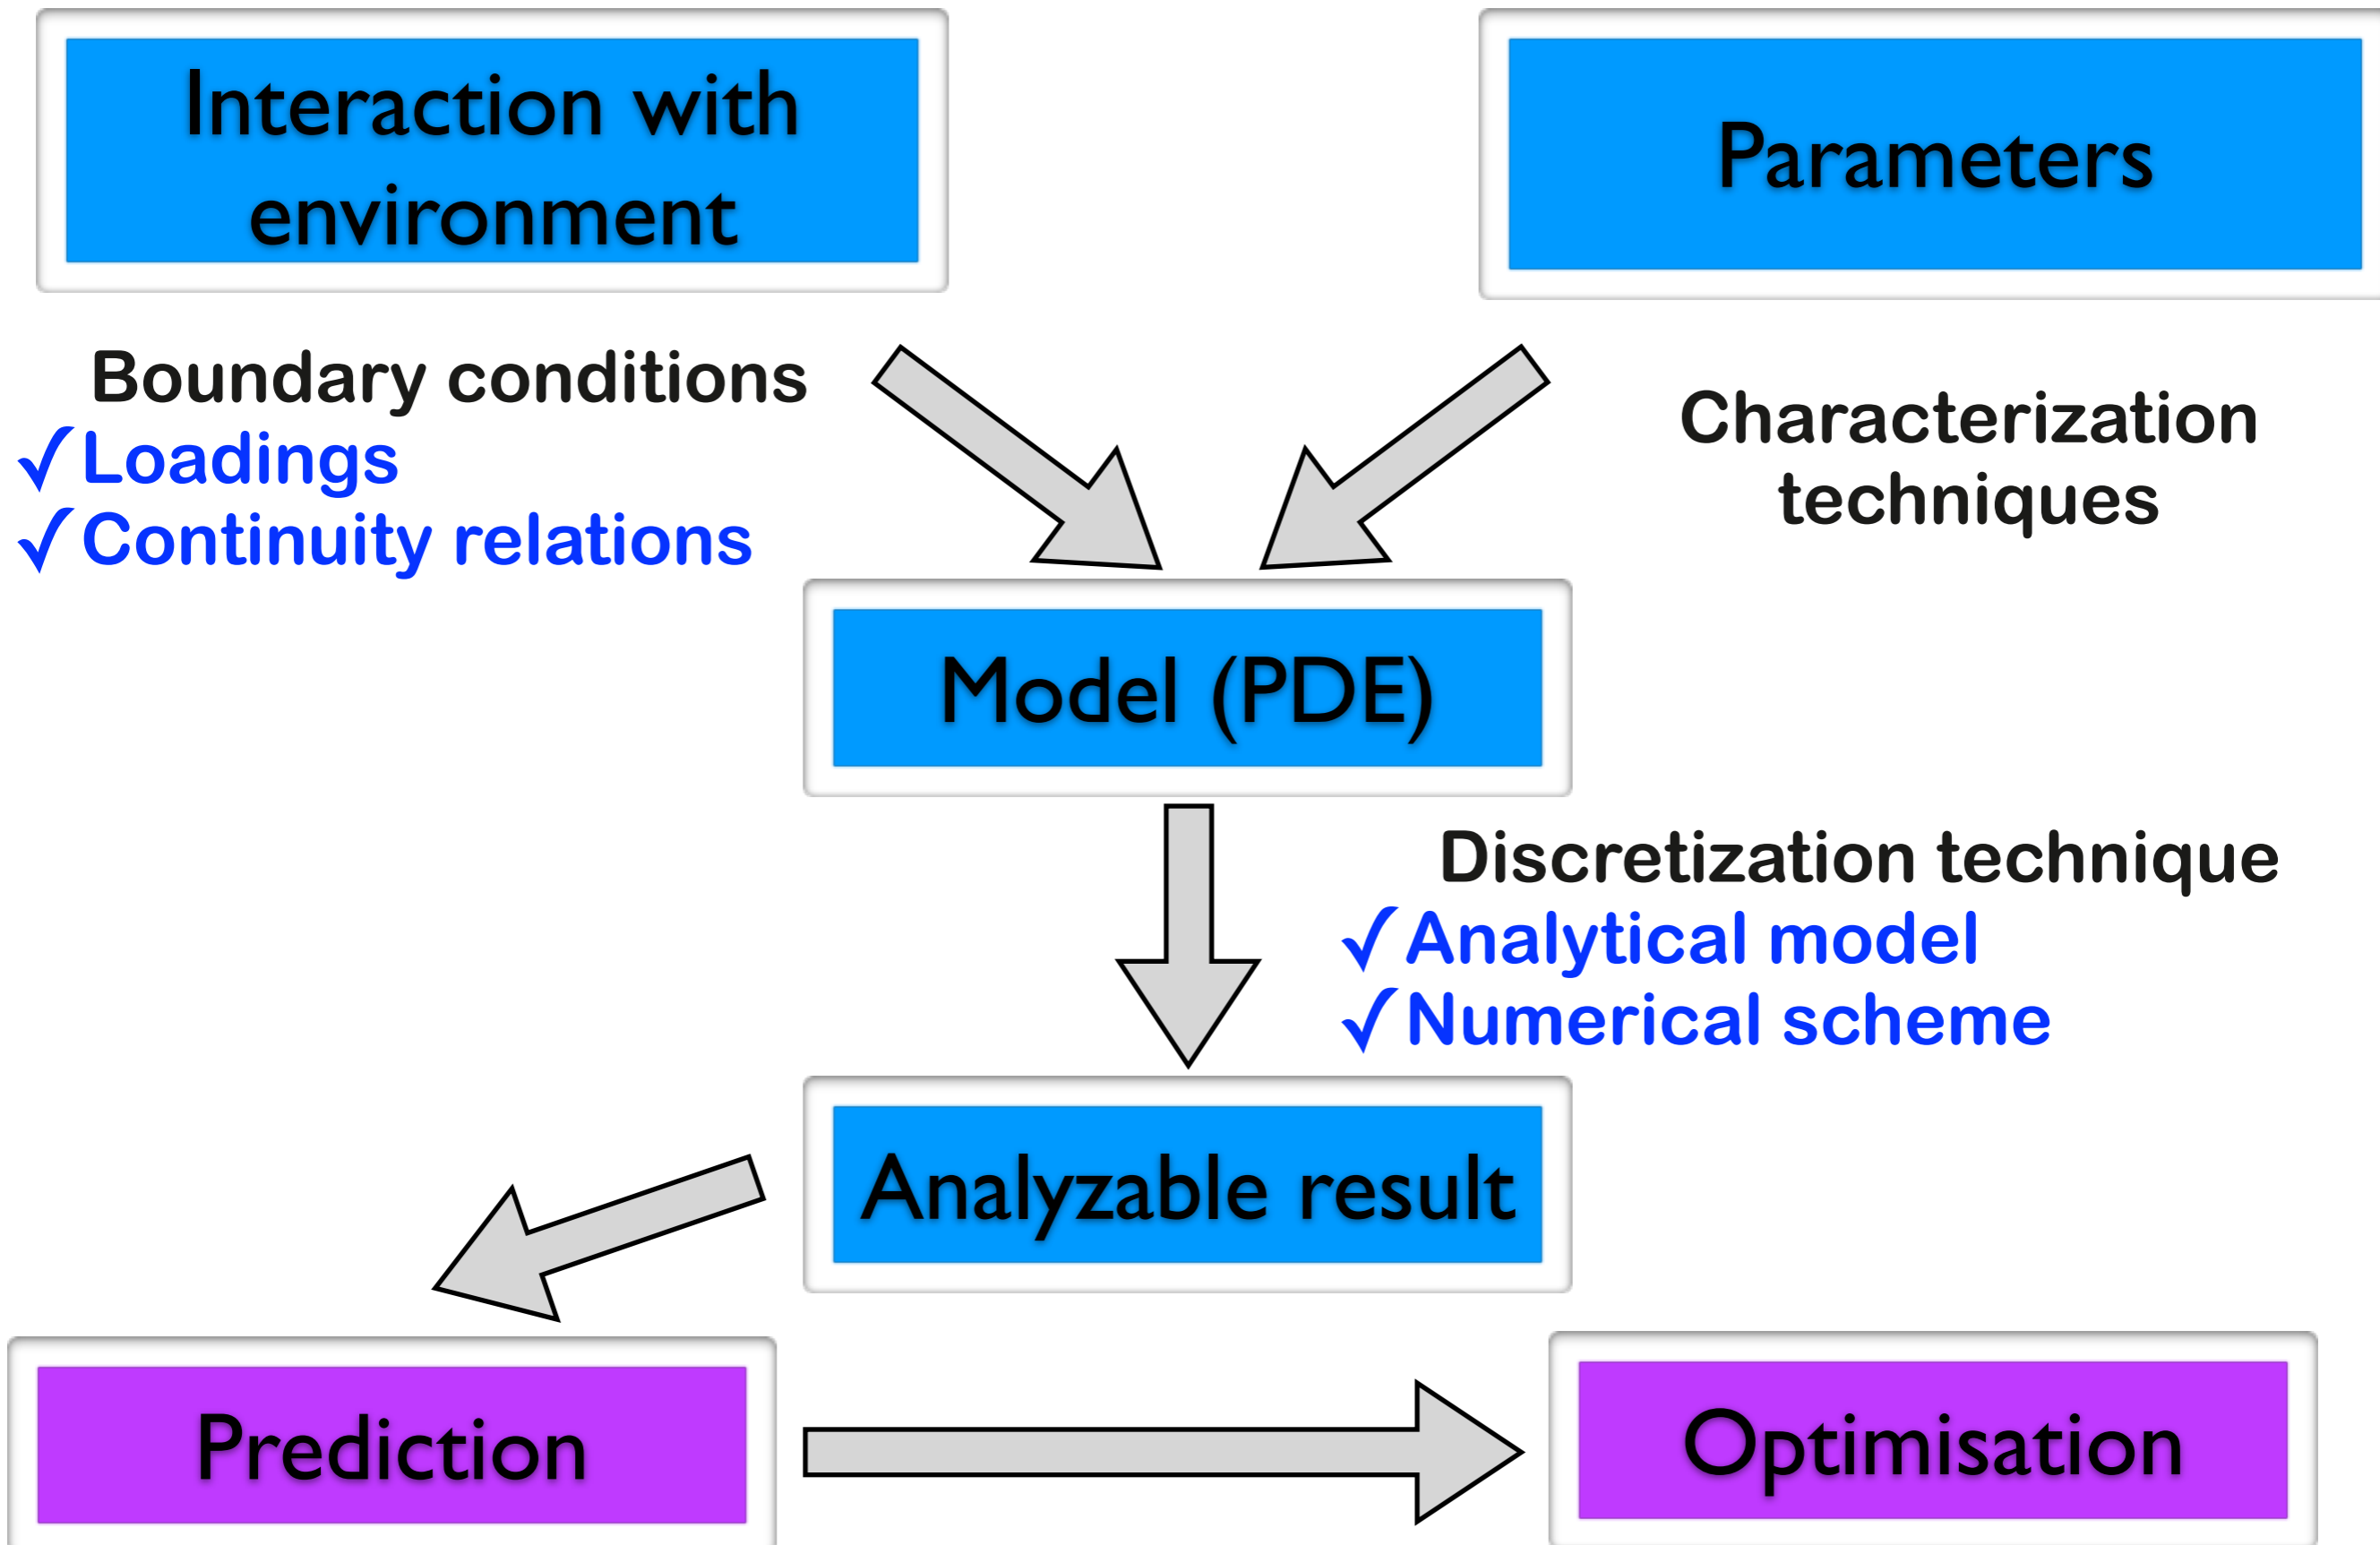 Interaction with
environment
Parameters
Boundary conditions
✓Loadings
✓Continuity relations
Characterization
techniques
Model (PDE)
Discretization technique
✓Analytical model
✓Numerical scheme
Analyzable result
Prediction
Optimisation